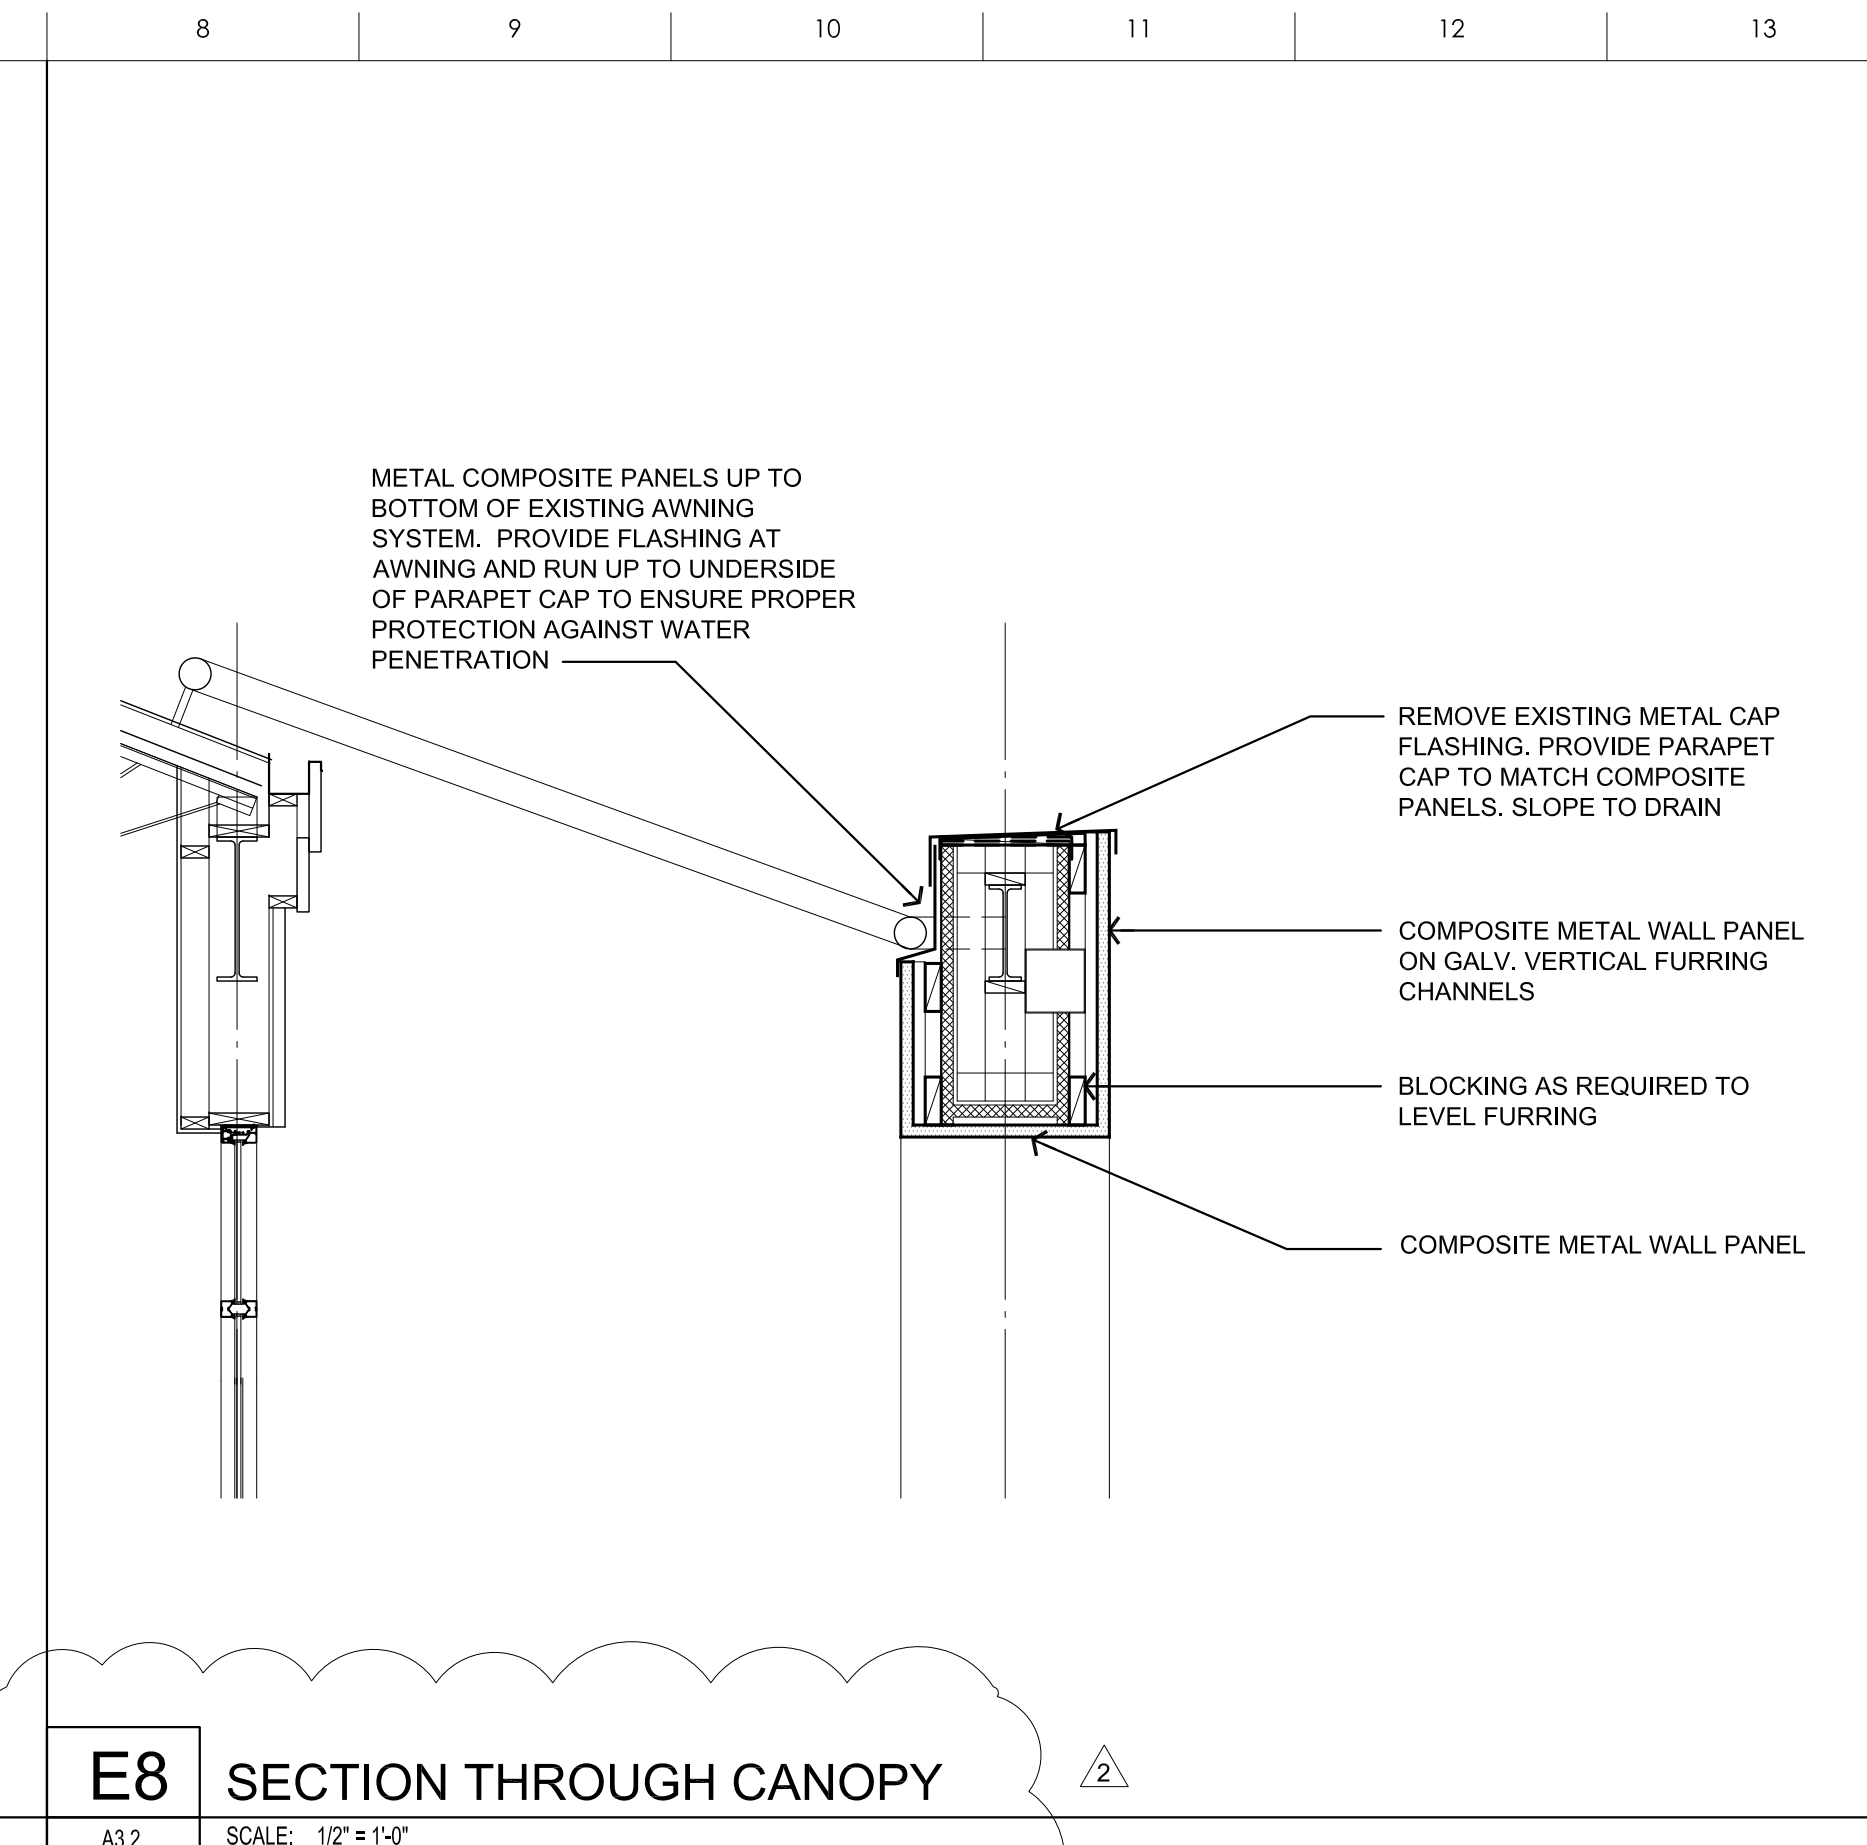 8 9 10 11 12 13
METAL COMPOSITE PANELS UP TO
BOTTOM OF EXISTING AWNING
SYSTEM. PROVIDE FLASHING AT
AWNING AND RUN UP TO UNDERSIDE
OF PARAPET CAP TO ENSURE PROPER
PROTECTION AGAINST WATER
PENETRATION
REMOVE EXISTING METAL CAP
FLASHING. PROVIDE PARAPET
CAP TO MATCH COMPOSITE
PANELS. SLOPE TO DRAIN
COMPOSITE METAL WALL PANEL
ON GALV. VERTICAL FURRING
CHANNELS
BLOCKING AS REQUIRED TO
LEVEL FURRING
COMPOSITE METAL WALL PANEL
E8 SECTION THROUGH CANOPY 2
A3.2 SCALE: 1/2" = 1'-0"